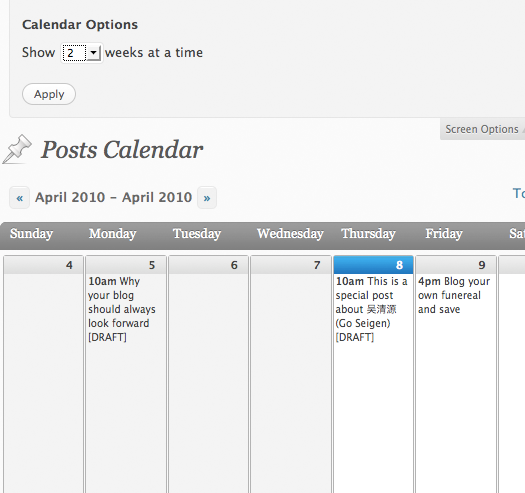 Calendar Options
Show 2 weeks at a time
Apply
Screen Options
Posts Calendar
« April 2010 – April 2010 »
Sunday Monday Tuesday Wednesday Thursday Friday
4 5 6 7 8 9
10am Why
your blog
should always
look forward
[DRAFT]
10am This is a
special post
about 吴清源
(Go Seigen)
[DRAFT]
4pm Blog your
own funereal
and save